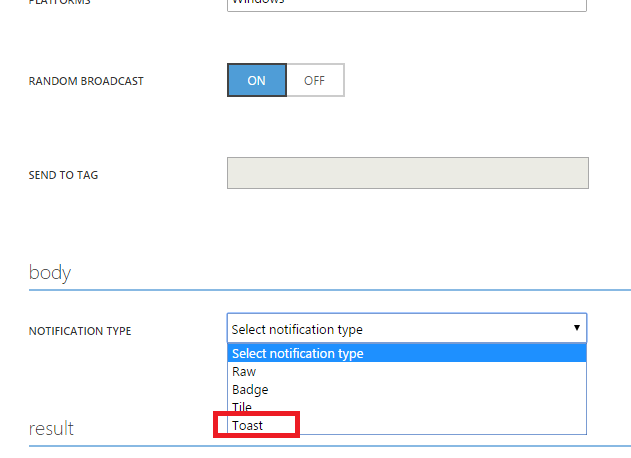 PLATFORMS
Windows
RANDOM BROADCAST
ON
OFF
SEND TO TAG
body
NOTIFICATION TYPE
Select notification type
Select notification type
Raw
Badge
Tile
Toast
result